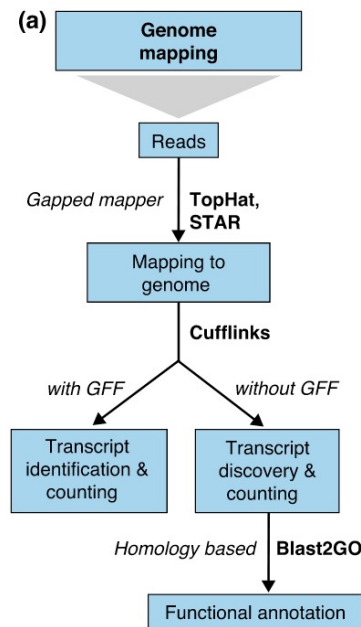 (a)
Genome
mapping
Reads
Gapped mapper TopHat,
STAR
Mapping to
genome
Cufflinks
with GFF without GFF
Transcript
identification &
counting
Transcript
discovery &
counting
Homology based Blast2GO
Functional annotation